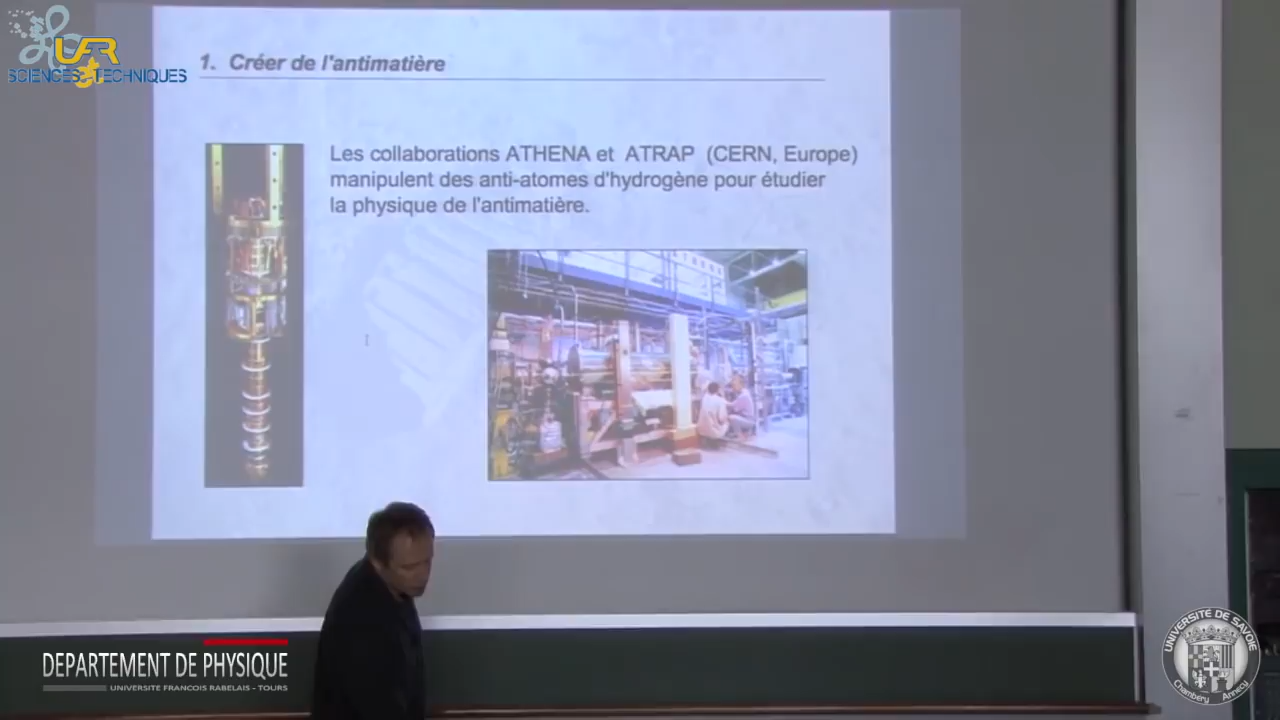 UFR
SCIENCES & TECHNIQUES
1. Créer de l'antimatière
Les collaborations ATHENA et ATRAP (CERN, Europe)
manipulent des anti-atomes d'hydrogène pour étudier
la physique de l'antimatière.
DEPARTEMENT DE PHYSIQUE
UNIVERSITE FRANCOIS RABELAIS - TOURS
UNIVERSITÉ DE SAVOIE
Chambéry Annecy